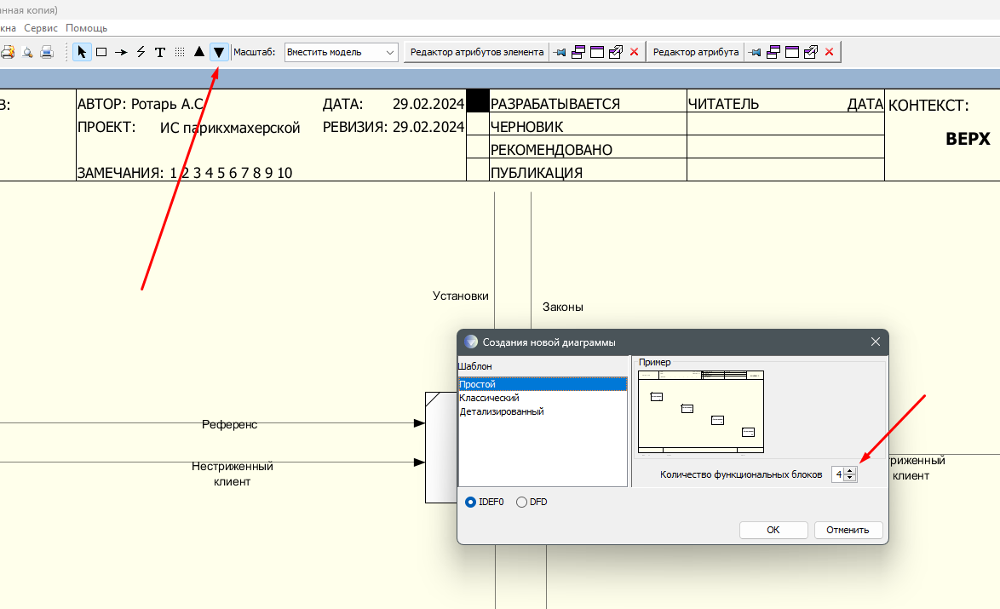 анная копия)
кна Сервис Помощь
T Масштаб: Вместить модель Редактор атрибутов элемента Редактор атрибута
В: АВТОР: Ротарь А.С ДАТА: 29.02.2024 РАЗРАБАТЫВАЕТСЯ ЧИТАТЕЛЬ ДАТА КОНТЕКСТ:
ПРОЕКТ: ИС парикхмахерской РЕВИЗИЯ: 29.02.2024 ЧЕРНОВИК
ВЕРХ
РЕКОМЕНДОВАНО
ЗАМЕЧАНИЯ: 1 2 3 4 5 6 7 8 9 10 ПУБЛИКАЦИЯ
Установки
Законы
Создания новой диаграммы
Шаблон
Пример
Простой
Классический
Детализированный
Референс
Нестриженный
клиент
риженный
клиент
Количество функциональных блоков 4
IDEF0 DFD
ОК Отменить